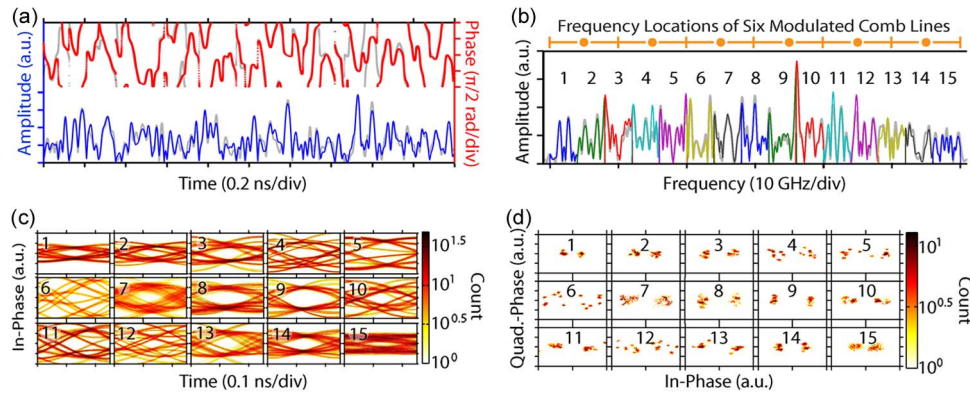 (a)
Amplitude (a.u.)
Phase (π/2 rad/div)
Time (0.2 ns/div)
(b)
Frequency Locations of Six Modulated Comb Lines
Amplitude (a.u.)
1 2 3 4 5 6 7 8 9 10 11 12 13 14 15
Frequency (10 GHz/div)
(c)
In-Phase (a.u.)
1 2 3 4 5
6 7 8 9 10
11 12 13 14 15
Time (0.1 ns/div)
10^1.5
10^1
10^0.5
10^0
Count
(d)
Quad.-Phase (a.u.)
1 2 3 4 5
6 7 8 9 10
11 12 13 14 15
In-Phase (a.u.)
10^1
10^0.5
10^0
Count